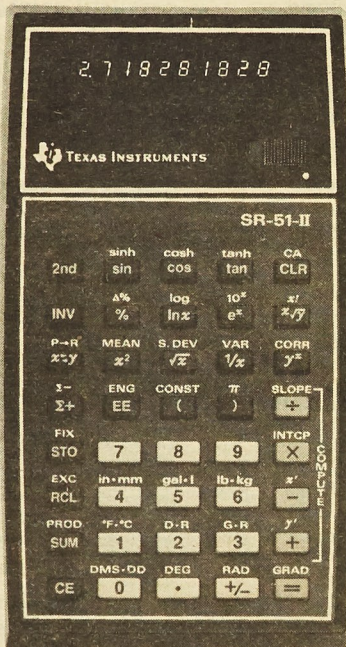 2.718281828
TEXAS INSTRUMENTS
SR-51-II
sinh cosh tanh CA
2nd sin cos tan CLR
Δ% log 10ˣ x!
INV % lnx eˣ ˣ√y
P→R MEAN S. DEV VAR CORR
x⇄y x² √x 1/x yˣ
Σ- ENG CONST π SLOPE
Σ+ EE ( ) ÷
FIX INTCP
STO 7 8 9 ×
EXC in·mm gal·l lb·kg x'
RCL 4 5 6 −
PROD °F·°C D·R G·R y'
SUM 1 2 3 +
DMS·DD DEG RAD GRAD
CE 0 · +/− =
COMPUTE